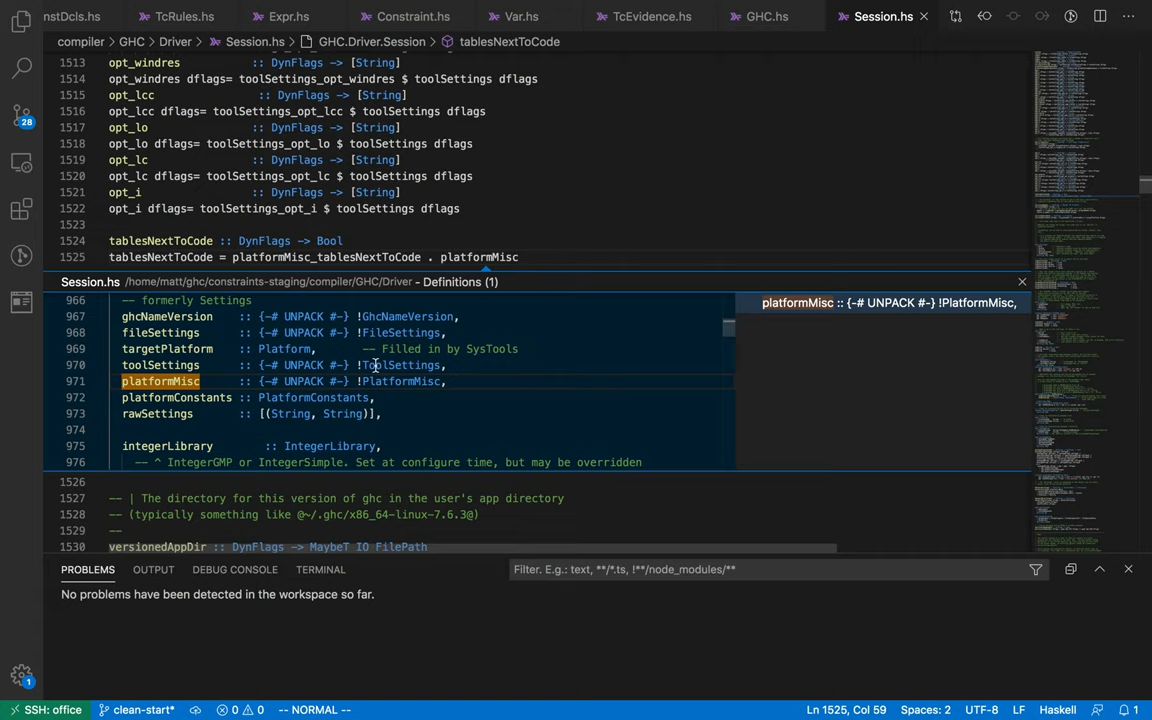 nstDcls.hs TcRules.hs Expr.hs Constraint.hs Var.hs TcEvidence.hs GHC.hs Session.hs
compiler > GHC > Driver > Session.hs > GHC.Driver.Session > tablesNextToCode
1513 opt_windres :: DynFlags -> [String]
1514 opt_windres dflags= toolSettings_opt_windres $ toolSettings dflags
1515 opt_lcc :: DynFlags -> [String]
1516 opt_lcc dflags= toolSettings_opt_lcc $ toolSettings dflags
1517 opt_lo :: DynFlags -> [String]
1518 opt_lo dflags= toolSettings_opt_lo $ toolSettings dflags
1519 opt_lc :: DynFlags -> [String]
1520 opt_lc dflags= toolSettings_opt_lc $ toolSettings dflags
1521 opt_i :: DynFlags -> [String]
1522 opt_i dflags= toolSettings_opt_i $ toolSettings dflags
1523
1524 tablesNextToCode :: DynFlags -> Bool
1525 tablesNextToCode = platformMisc_tablesNextToCode . platformMisc
Session.hs /home/matt/ghc/constraints-staging/compiler/GHC/Driver - Definitions (1)
966 -- formerly Settings
platformMisc :: {-# UNPACK #-} !PlatformMisc,
967 ghcNameVersion :: {-# UNPACK #-} !GhcNameVersion,
968 fileSettings :: {-# UNPACK #-} !FileSettings,
969 targetPlatform :: Platform, -- Filled in by SysTools
970 toolSettings :: {-# UNPACK #-} !ToolSettings,
971 platformMisc :: {-# UNPACK #-} !PlatformMisc,
972 platformConstants :: PlatformConstants,
973 rawSettings :: [(String, String)],
974
975 integerLibrary :: IntegerLibrary,
976 -- ^ IntegerGMP or IntegerSimple. Set at configure time, but may be overridden
1526
1527 -- | The directory for this version of ghc in the user's app directory
1528 -- (typically something like @~/.ghc/x86_64-linux-7.6.3@)
1529 --
1530 versionedAppDir :: DynFlags -> MaybeT IO FilePath
28
PROBLEMS OUTPUT DEBUG CONSOLE TERMINAL Filter. E.g.: text, **/*.ts, !**/node_modules/**
No problems have been detected in the workspace so far.
1
SSH: office clean-start* 0 0 -- NORMAL -- Ln 1525, Col 59 Spaces: 2 UTF-8 LF Haskell 1